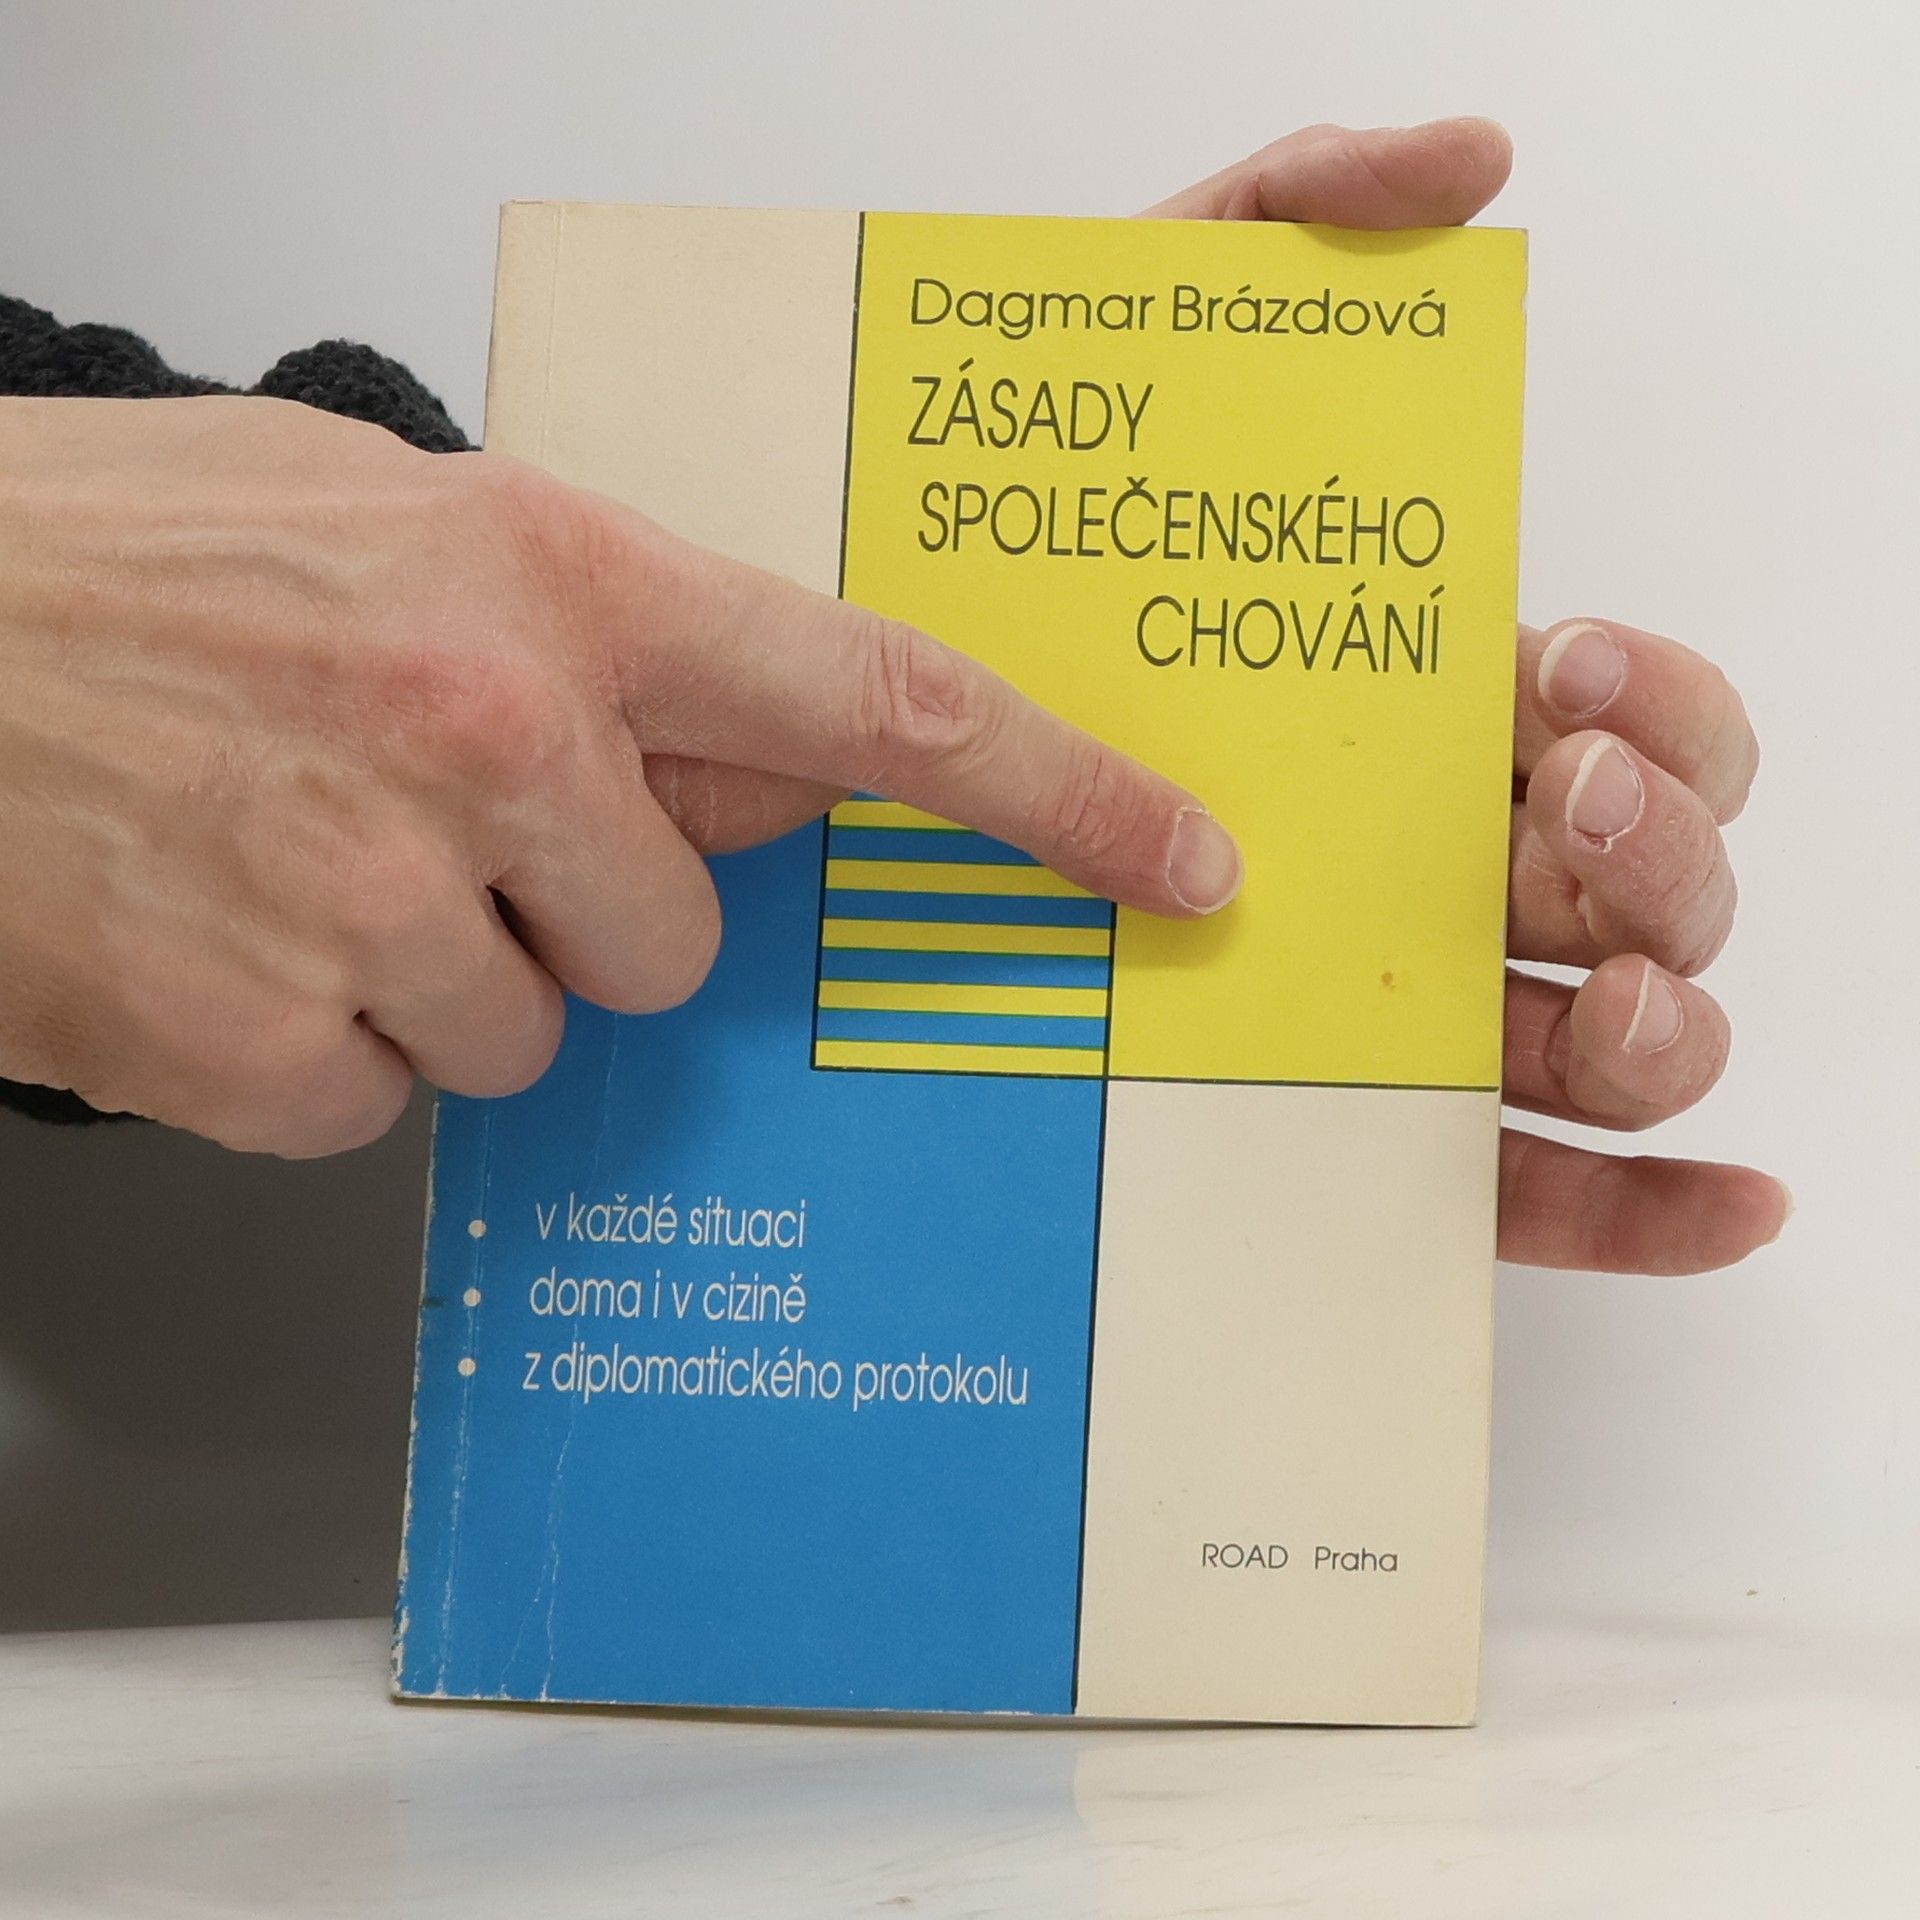 Dagmar Brázdová
ZÁSADY
SPOLEČENSKÉHO
CHOVÁNÍ
• v každé situaci
• doma i v cizině
• z diplomatického protokolu
ROAD Praha